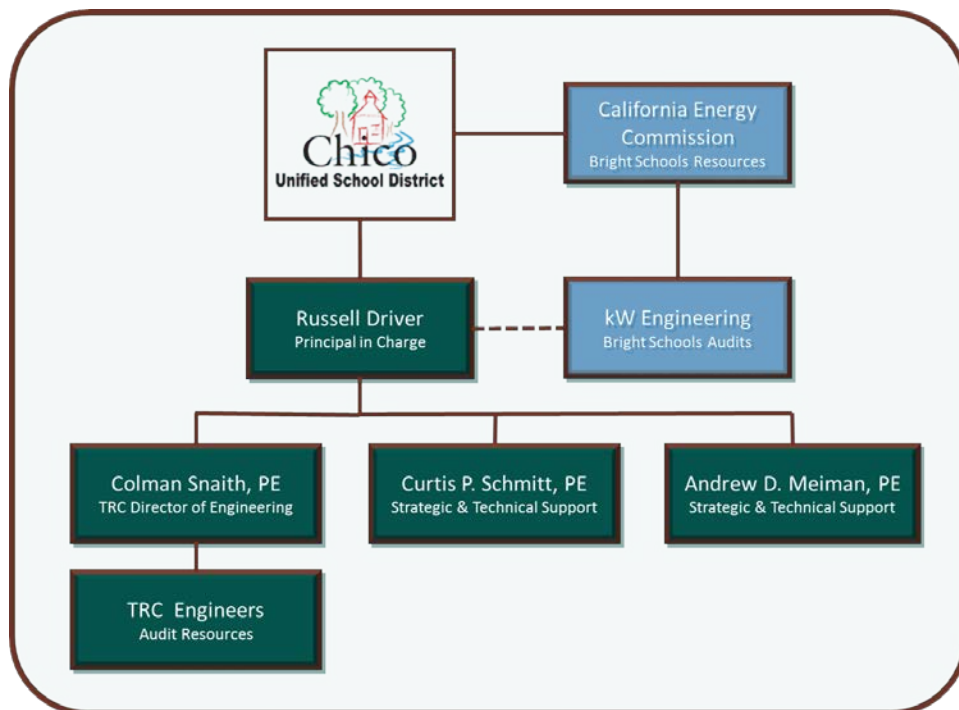 Chico
Unified School District
California Energy
Commission
Bright Schools Resources
Russell Driver
Principal in Charge
kW Engineering
Bright Schools Audits
Colman Snaith, PE
TRC Director of Engineering
Curtis P. Schmitt, PE
Strategic & Technical Support
Andrew D. Meiman, PE
Strategic & Technical Support
TRC Engineers
Audit Resources